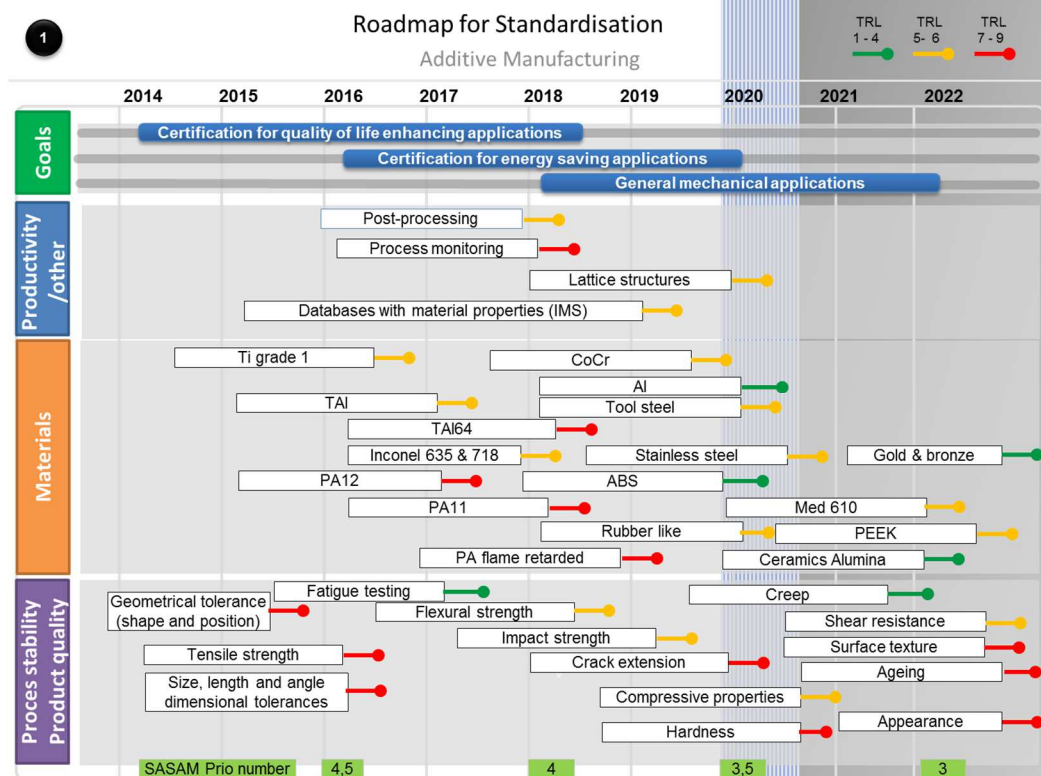 1
Roadmap for Standardisation
Additive Manufacturing
TRL
1 - 4
TRL
5- 6
TRL
7 - 9
2014 2015 2016 2017 2018 2019 2020 2021 2022
Goals
Certification for quality of life enhancing applications
Certification for energy saving applications
General mechanical applications
Productivity
/other
Post-processing
Process monitoring
Lattice structures
Databases with material properties (IMS)
Materials
Ti grade 1
CoCr
Al
TAl
Tool steel
TAl64
Inconel 635 & 718
Stainless steel
Gold & bronze
PA12
ABS
PA11
Med 610
Rubber like
PEEK
PA flame retarded
Ceramics Alumina
Proces stability
Product quality
Fatigue testing
Creep
Geometrical tolerance
(shape and position)
Flexural strength
Shear resistance
Impact strength
Surface texture
Tensile strength
Crack extension
Ageing
Size, length and angle
dimensional tolerances
Compressive properties
Appearance
Hardness
SASAM Prio number 4,5 4 3,5 3